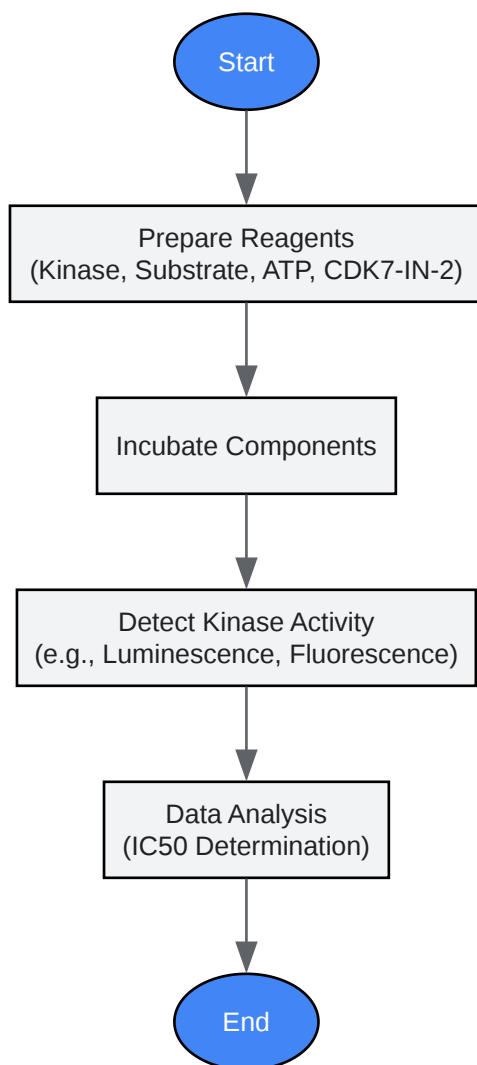 Start
Prepare Reagents
(Kinase, Substrate, ATP, CDK7-IN-2)
Incubate Components
Detect Kinase Activity
(e.g., Luminescence, Fluorescence)
Data Analysis
(IC50 Determination)
End